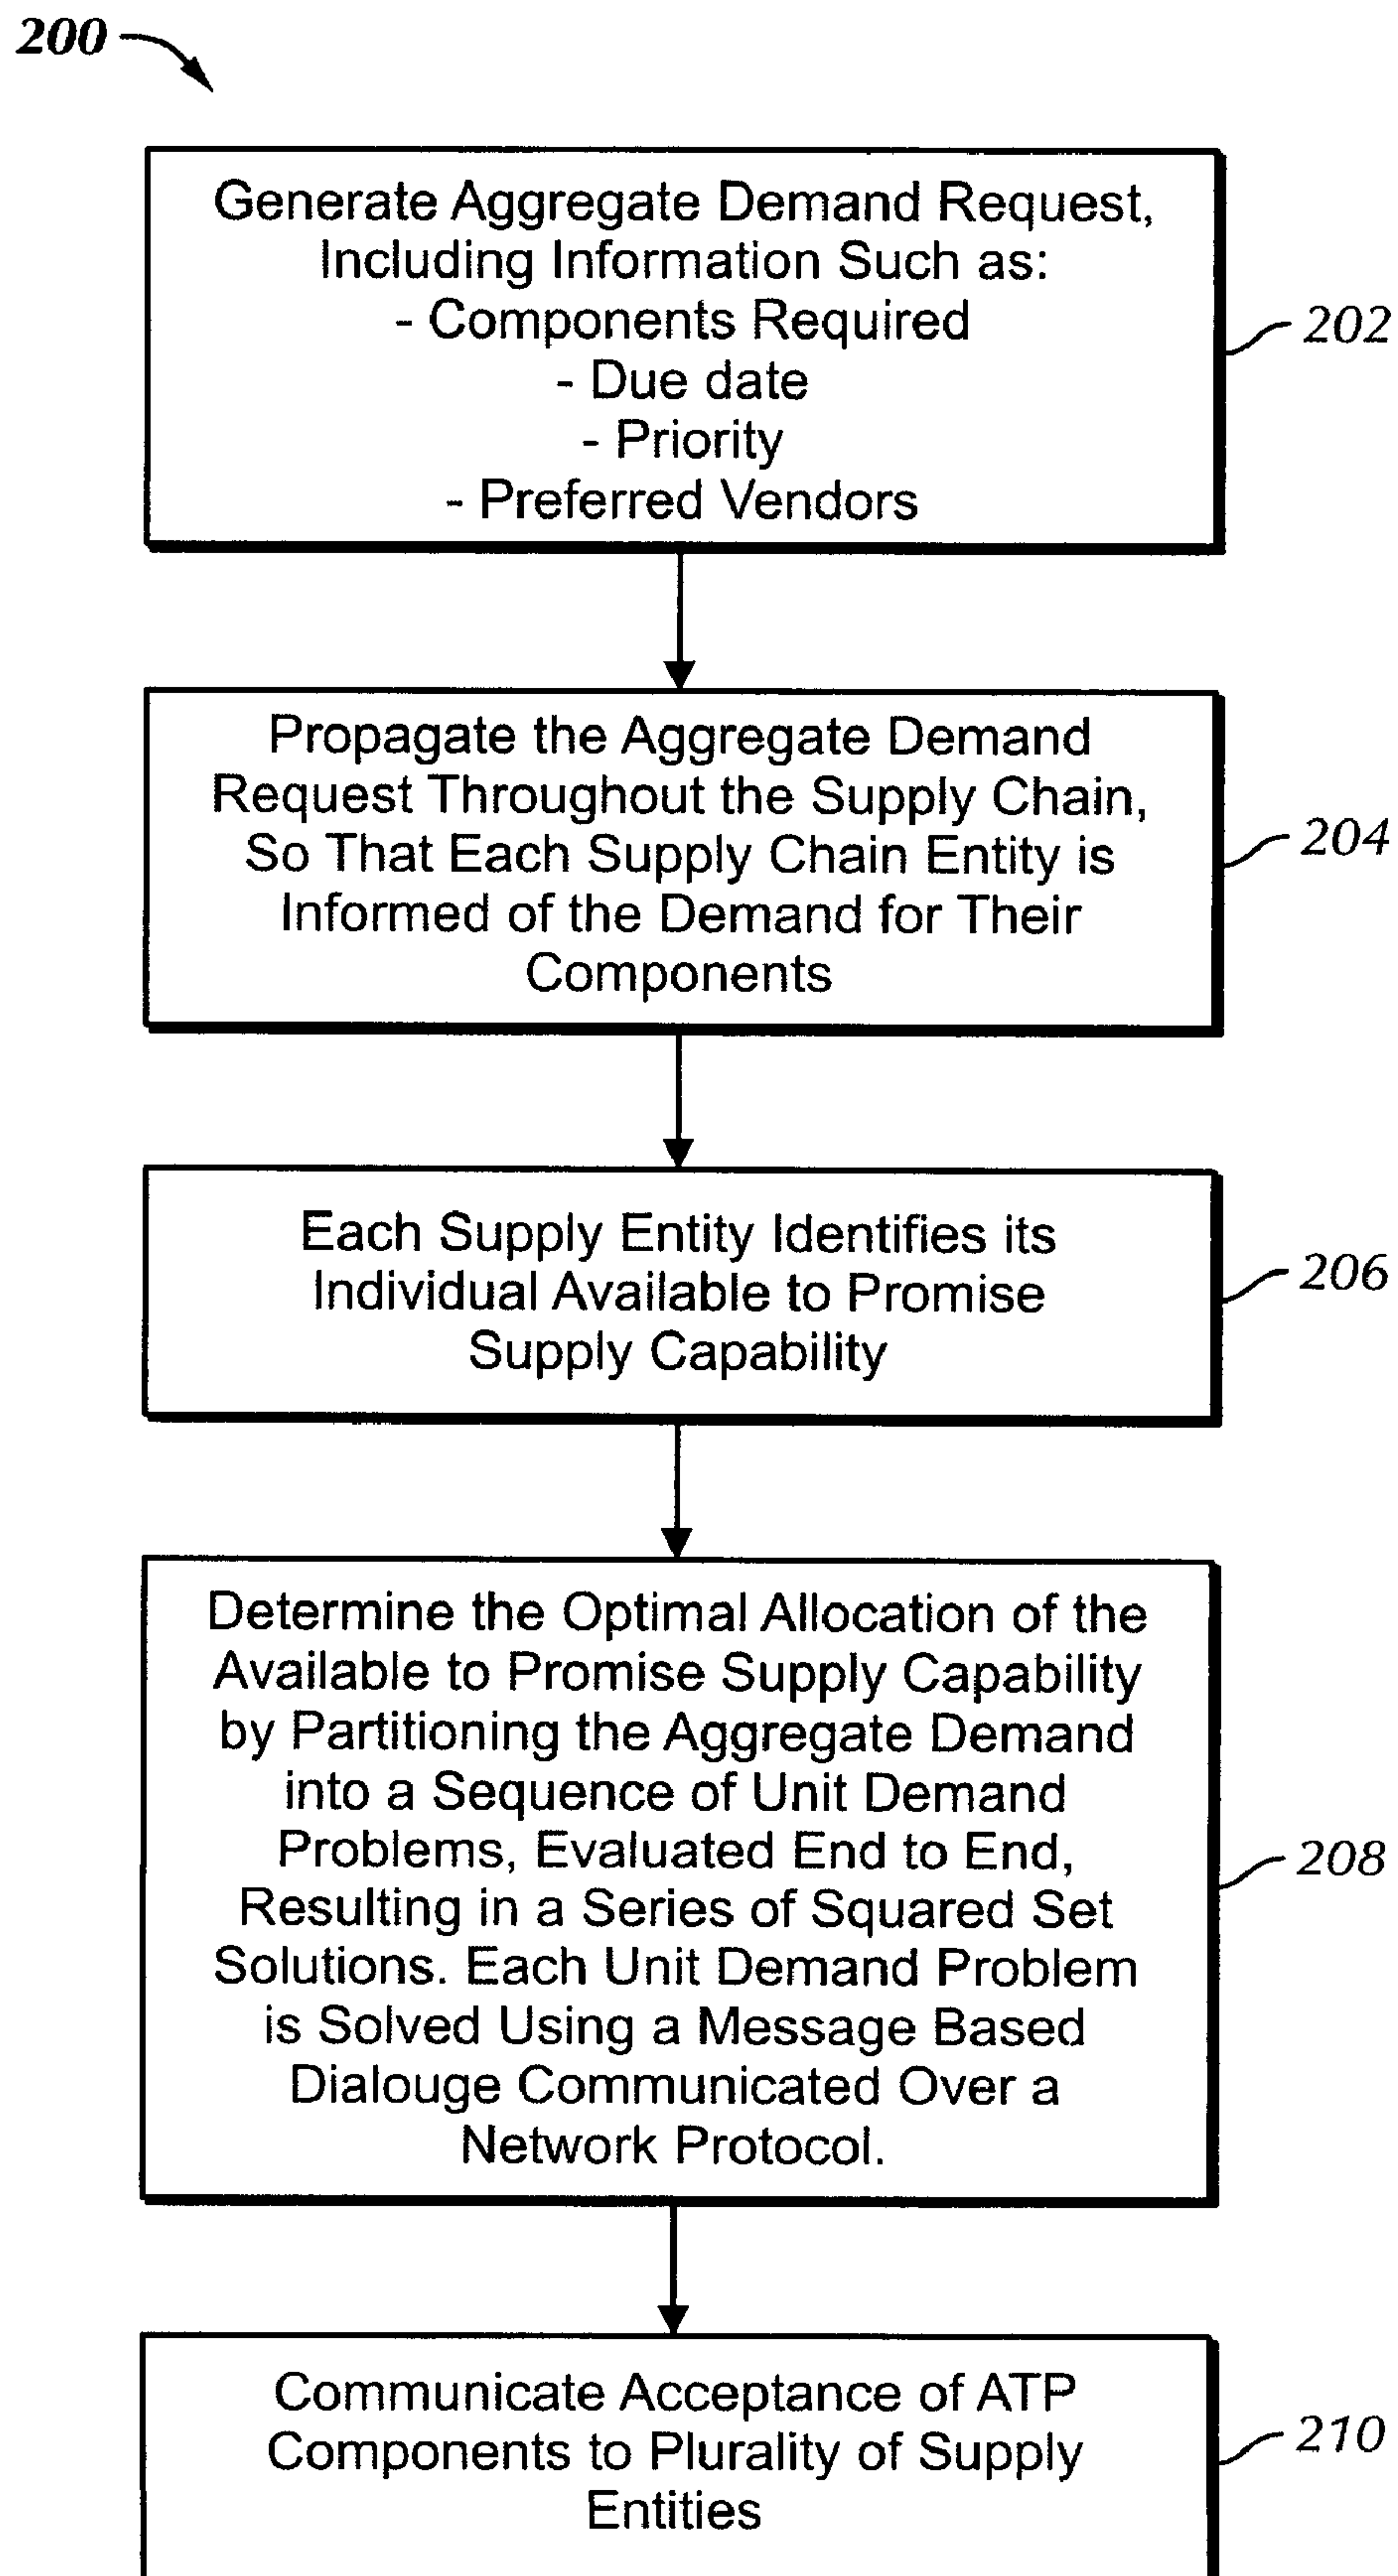 200
Generate Aggregate Demand Request,
Including Information Such as:
- Components Required
- Due date
- Priority
- Preferred Vendors
202
Propagate the Aggregate Demand
Request Throughout the Supply Chain,
So That Each Supply Chain Entity is
Informed of the Demand for Their
Components
204
Each Supply Entity Identifies its
Individual Available to Promise
Supply Capability
206
Determine the Optimal Allocation of the
Available to Promise Supply Capability
by Partitioning the Aggregate Demand
into a Sequence of Unit Demand
Problems, Evaluated End to End,
Resulting in a Series of Squared Set
Solutions. Each Unit Demand Problem
is Solved Using a Message Based
Dialouge Communicated Over a
Network Protocol.
208
Communicate Acceptance of ATP
Components to Plurality of Supply
Entities
210